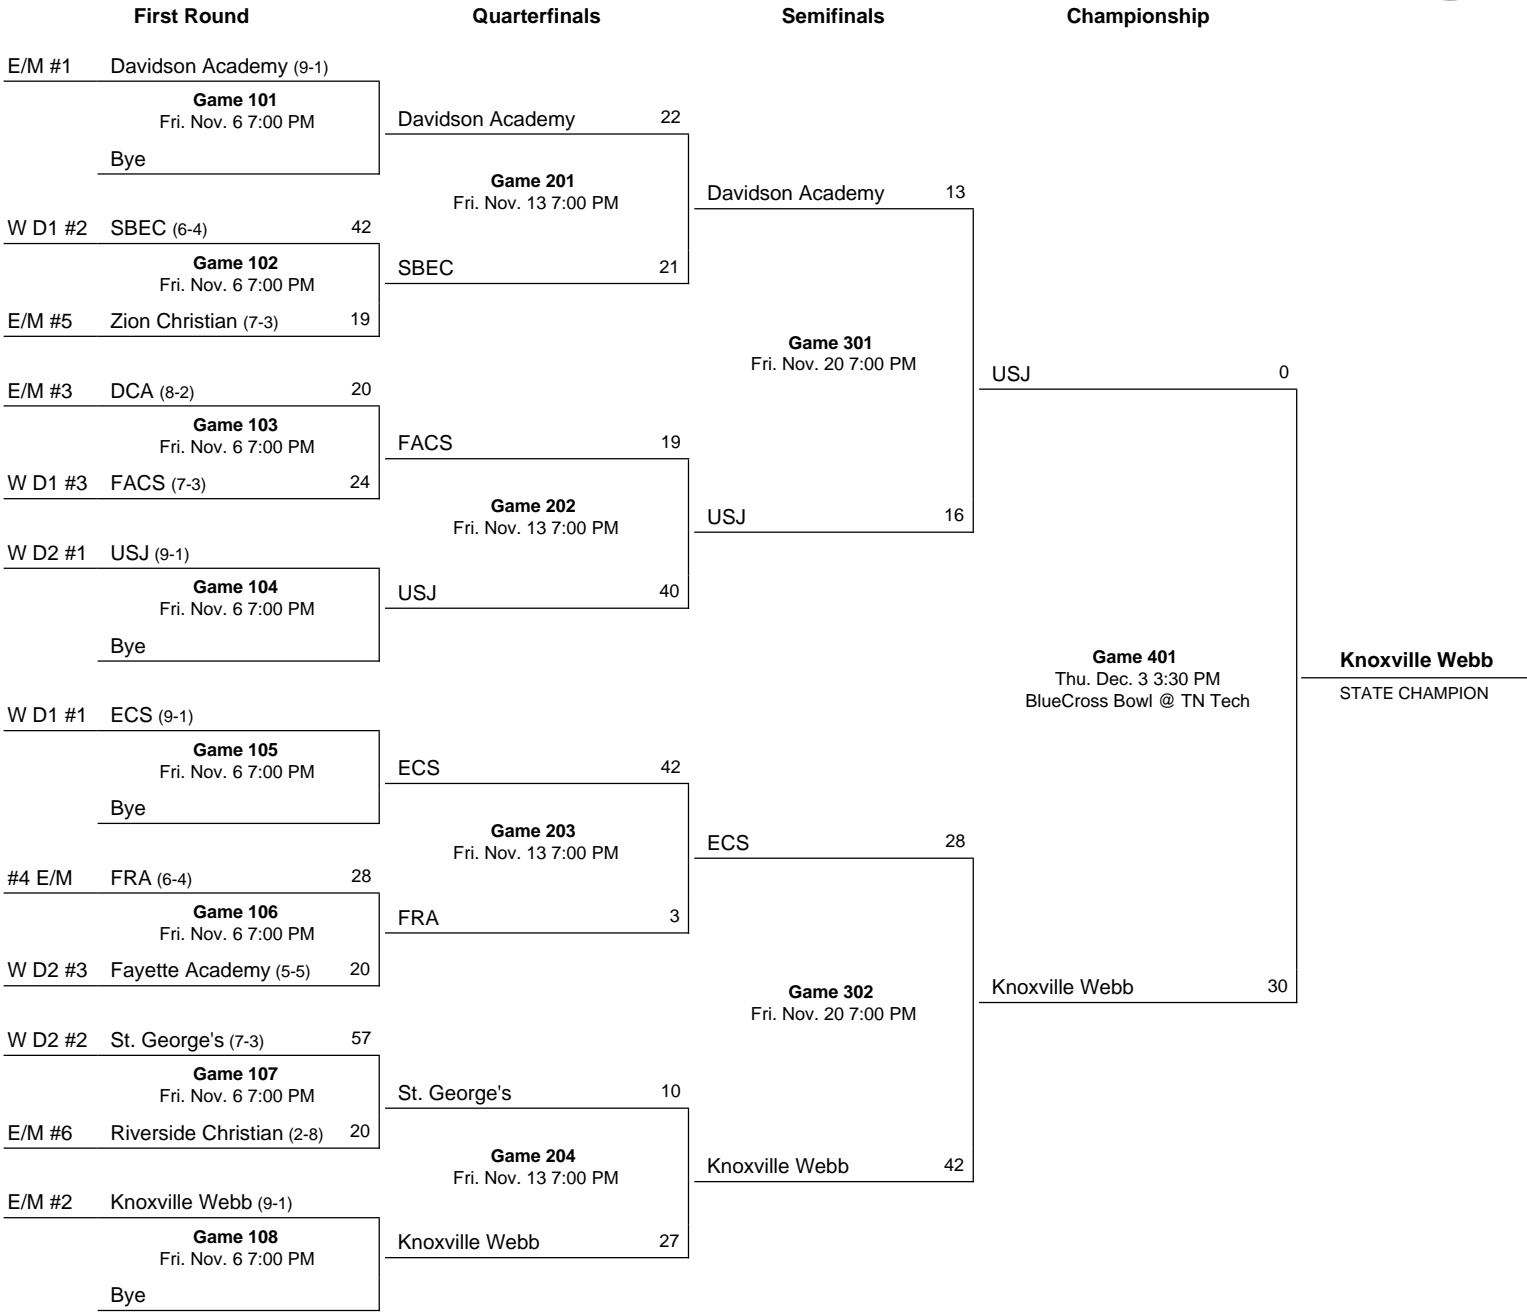 First Round
Quarterfinals
Semifinals
Championship
E/M #1 Davidson Academy (9-1)
Game 101
Fri. Nov. 6 7:00 PM
Bye
W D1 #2 SBEC (6-4) 42
Game 102
Fri. Nov. 6 7:00 PM
E/M #5 Zion Christian (7-3) 19
E/M #3 DCA (8-2) 20
Game 103
Fri. Nov. 6 7:00 PM
W D1 #3 FACS (7-3) 24
W D2 #1 USJ (9-1)
Game 104
Fri. Nov. 6 7:00 PM
Bye
W D1 #1 ECS (9-1)
Game 105
Fri. Nov. 6 7:00 PM
Bye
#4 E/M FRA (6-4) 28
Game 106
Fri. Nov. 6 7:00 PM
W D2 #3 Fayette Academy (5-5) 20
W D2 #2 St. George's (7-3) 57
Game 107
Fri. Nov. 6 7:00 PM
E/M #6 Riverside Christian (2-8) 20
E/M #2 Knoxville Webb (9-1)
Game 108
Fri. Nov. 6 7:00 PM
Bye
Davidson Academy 22
Game 201
Fri. Nov. 13 7:00 PM
SBEC 21
FACS 19
Game 202
Fri. Nov. 13 7:00 PM
USJ 40
ECS 42
Game 203
Fri. Nov. 13 7:00 PM
FRA 3
St. George's 10
Game 204
Fri. Nov. 13 7:00 PM
Knoxville Webb 27
Davidson Academy 13
Game 301
Fri. Nov. 20 7:00 PM
USJ 16
ECS 28
Game 302
Fri. Nov. 20 7:00 PM
Knoxville Webb 42
USJ 0
Game 401
Thu. Dec. 3 3:30 PM
BlueCross Bowl @ TN Tech
Knoxville Webb 30
Knoxville Webb
STATE CHAMPION